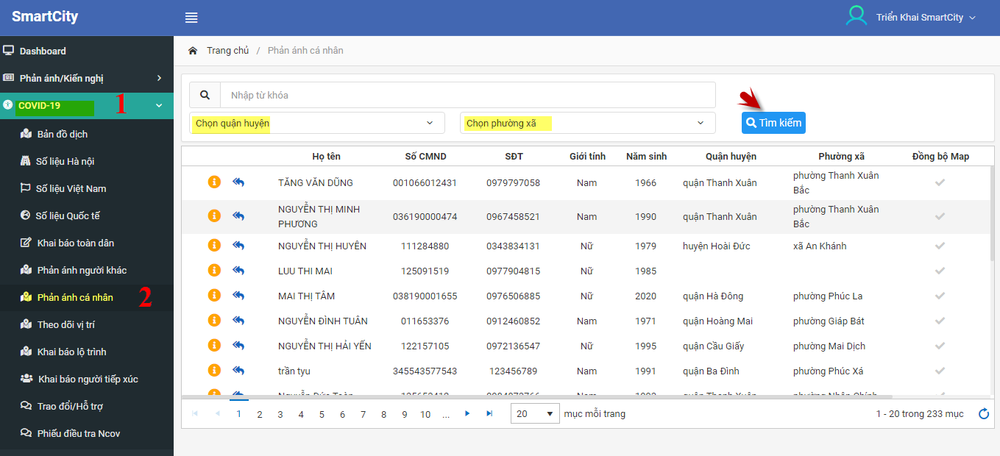 SmartCity
Triển Khai SmartCity
Dashboard
Phản ánh/Kiến nghị
COVID-19
1
Bản đồ dịch
Số liệu Hà nội
Số liệu Việt Nam
Số liệu Quốc tế
Khai báo toàn dân
Phản ánh người khác
Phản ánh cá nhân
2
Theo dõi vị trí
Khai báo lộ trình
Khai báo người tiếp xúc
Trao đổi/Hỗ trợ
Phiếu điều tra Ncov
Trang chủ / Phản ánh cá nhân
Nhập từ khóa
Chọn quận huyện
Chọn phường xã
Tìm kiếm
Họ tên Số CMND SĐT Giới tính Năm sinh Quận huyện Phường xã Đồng bộ Map
TĂNG VĂN DŨNG 001066012431 0979797058 Nam 1966 quận Thanh Xuân phường Thanh Xuân
Bắc
NGUYỄN THỊ MINH
PHƯƠNG 036190000474 0967458521 Nam 1990 quận Thanh Xuân phường Thanh Xuân
Bắc
NGUYỄN THỊ HUYÊN 111284880 0343834131 Nữ 1979 huyện Hoài Đức xã An Khánh
LUU THI MAI 125091519 0977904815 Nữ 1985
MAI THỊ TÂM 038190001655 0976506885 Nữ 2020 quận Hà Đông phường Phúc La
NGUYỄN ĐÌNH TUÂN 011653376 0912460852 Nam 1971 quận Hoàng Mai phường Giáp Bát
NGUYỄN THỊ HẢI YẾN 122157105 0972136547 Nữ 1995 quận Cầu Giấy phường Mai Dịch
trần tyu 345543577543 123456789 Nam 1991 quận Ba Đình phường Phúc Xá
1 2 3 4 5 6 7 8 9 10 ...
20
mục mỗi trang
1 - 20 trong 233 mục